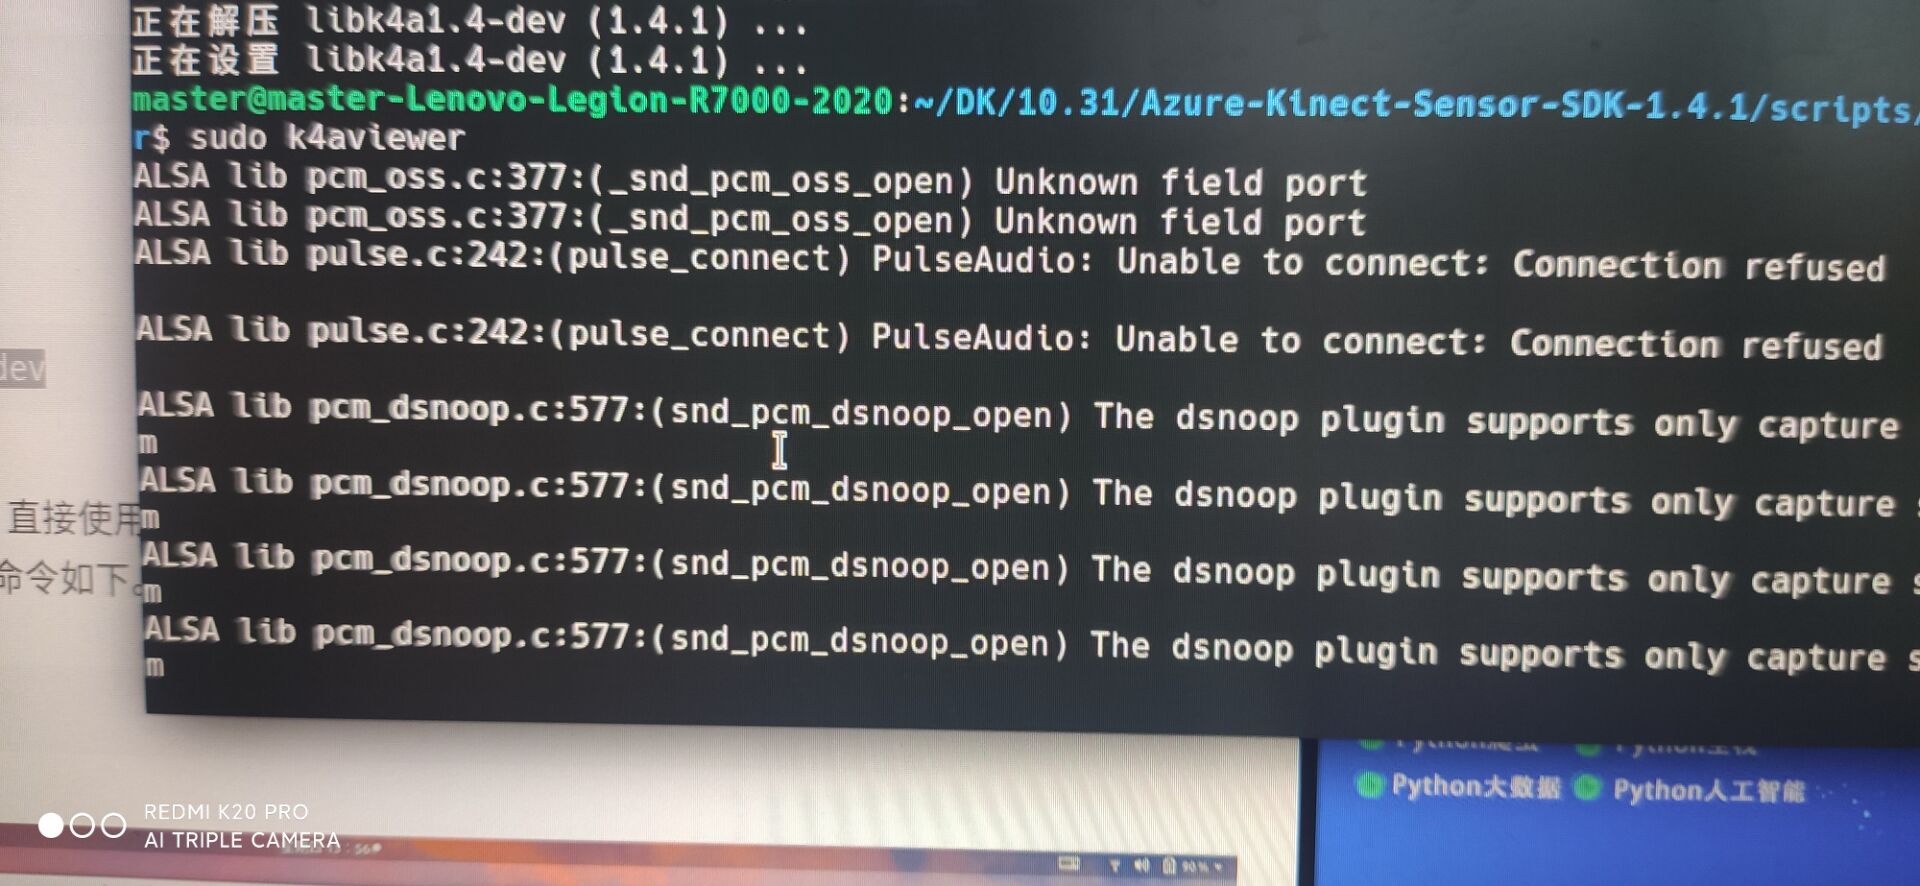 正在解压 libk4a1.4-dev (1.4.1) ...
正在设置 libk4a1.4-dev (1.4.1) ...
master@master-Lenovo-Legion-R7000-2020:~/DK/10.31/Azure-Kinect-Sensor-SDK-1.4.1/scripts/
r$ sudo k4aviewer
ALSA lib pcm_oss.c:377:(_snd_pcm_oss_open) Unknown field port
ALSA lib pcm_oss.c:377:(_snd_pcm_oss_open) Unknown field port
ALSA lib pulse.c:242:(pulse_connect) PulseAudio: Unable to connect: Connection refused
ALSA lib pulse.c:242:(pulse_connect) PulseAudio: Unable to connect: Connection refused
dev
ALSA lib pcm_dsnoop.c:577:(snd_pcm_dsnoop_open) The dsnoop plugin supports only capture
m
ALSA lib pcm_dsnoop.c:577:(snd_pcm_dsnoop_open) The dsnoop plugin supports only capture s
直接使用
m
ALSA lib pcm_dsnoop.c:577:(snd_pcm_dsnoop_open) The dsnoop plugin supports only capture s
命令如下。
m
ALSA lib pcm_dsnoop.c:577:(snd_pcm_dsnoop_open) The dsnoop plugin supports only capture s
m
Python大数据 Python人工智能
REDMI K20 PRO
AI TRIPLE CAMERA
90%